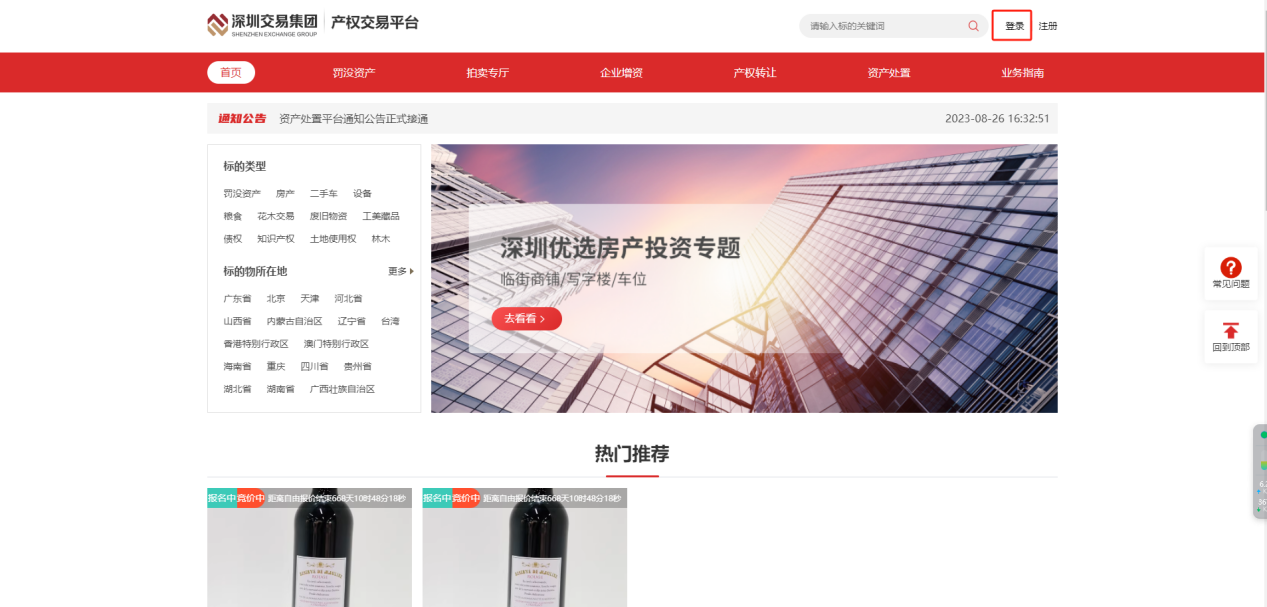 深圳交易集团 产权交易平台
SHENZHEN EXCHANGE GROUP
请输入标的关键词
登录 注册
首页 罚没资产 拍卖专厅 企业增资 产权转让 资产处置 业务指南
通知公告 资产处置平台通知公告正式接通 2023-08-26 16:32:51
标的类型
罚没资产 房产 二手车 设备
粮食 花木交易 废旧物资 工美藏品
债权 知识产权 土地使用权 林木
标的物所在地 更多
广东省 北京 天津 河北省
山西省 内蒙古自治区 辽宁省 台湾
香港特别行政区 澳门特别行政区
海南省 重庆 四川省 贵州省
湖北省 湖南省 广西壮族自治区
深圳优选房产投资专题
临街商铺/写字楼/车位
去看看
常见问题
回到顶部
热门推荐
报名中 竞价中 距离自由报价结束668天10时48分18秒
报名中 竞价中 距离自由报价结束668天10时48分18秒